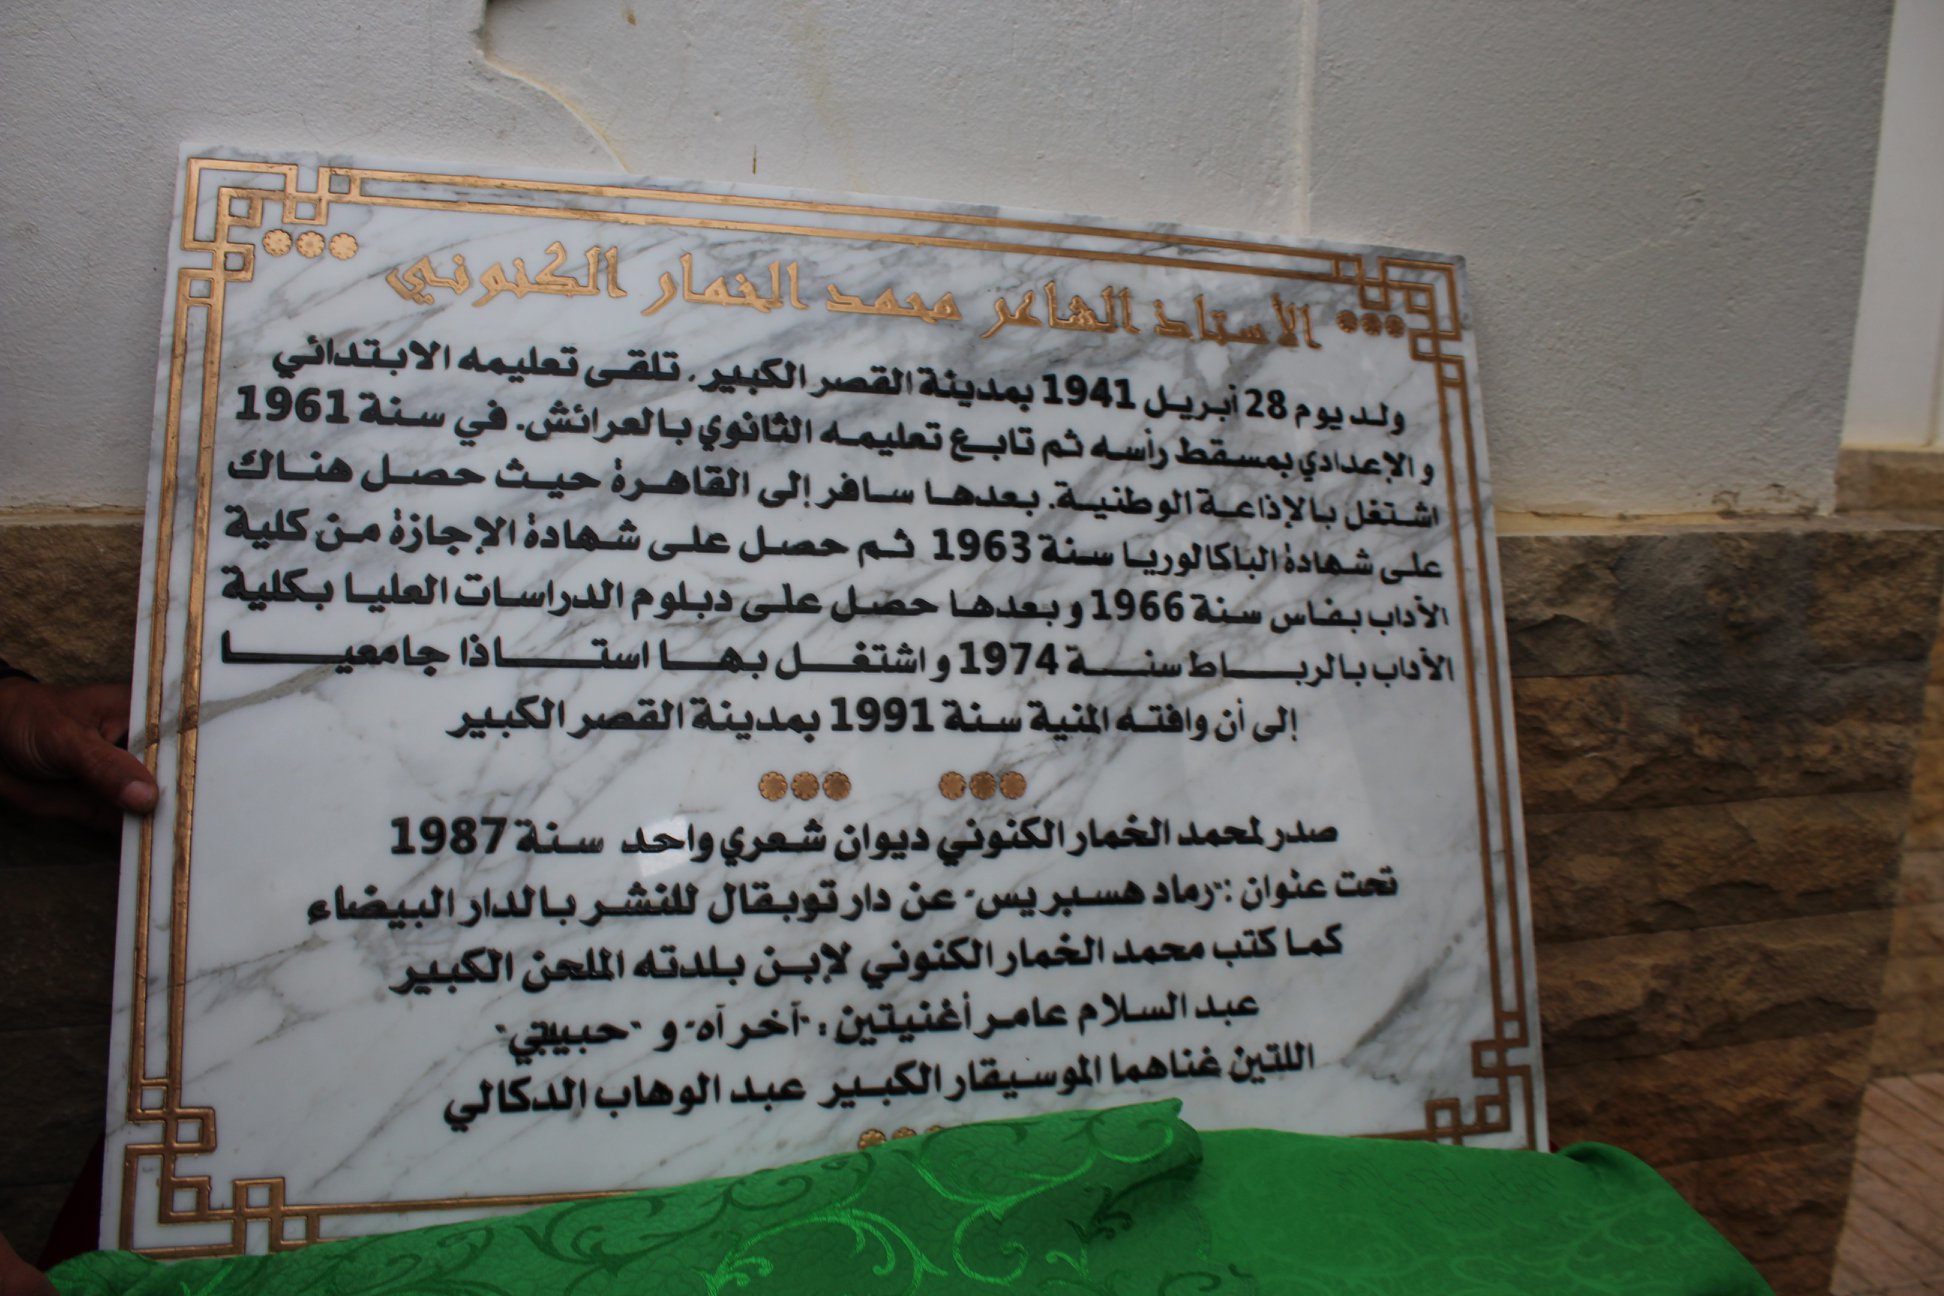 الأستاذ الشاعر محمد الخمار الكنوني
ولد يوم 28 أبريل 1941 بمدينة القصر الكبير. تلقى تعليمه الابتدائي
و الإعدادي بمسقط رأسه ثم تابع تعليمه الثانوي بالعرائش. في سنة 1961
اشتغل بالإذاعة الوطنية. بعدها سافر إلى القاهرة حيث حصل هناك
على شهادة الباكالوريا سنة 1963 ثم حصل على شهادة الإجازة من كلية
الآداب بفاس سنة 1966 و بعدها حصل على دبلوم الدراسات العليا بكلية
الآداب بالرباط سنة 1974 و اشتغل بها استاذا جامعيا
إلى أن وافته المنية سنة 1991 بمدينة القصر الكبير
صدر لمحمد الخمار الكنوني ديوان شعري واحد سنة 1987
تحت عنوان : "رماد هسبريس" عن دار توبقال للنشر بالدار البيضاء
كما كتب محمد الخمار الكنوني لإبن بلدته الملحن الكبير
عبد السلام عامر أغنيتين : "آخر آه" و "حبيبتي"
اللتين غناهما الموسيقار الكبير عبد الوهاب الدكالي